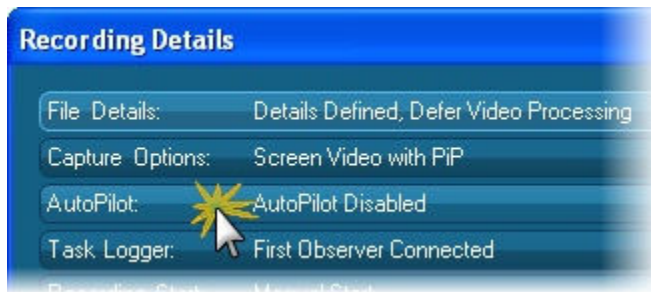 Recording Details
File Details: Details Defined, Defer Video Processing
Capture Options: Screen Video with PiP
AutoPilot: AutoPilot Disabled
Task Logger: First Observer Connected